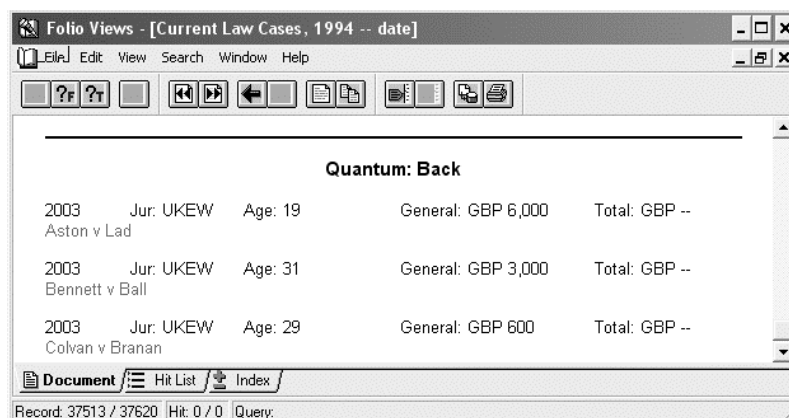 Folio Views - [Current Law Cases, 1994 -- date]
File Edit View Search Window Help
?F ?T
Quantum: Back
2003 Jur: UKEW Age: 19 General: GBP 6,000 Total: GBP --
Aston v Lad
2003 Jur: UKEW Age: 31 General: GBP 3,000 Total: GBP --
Bennett v Ball
2003 Jur: UKEW Age: 29 General: GBP 600 Total: GBP --
Colvan v Branan
Document Hit List Index
Record: 37513 / 37620 Hit: 0 / 0 Query: